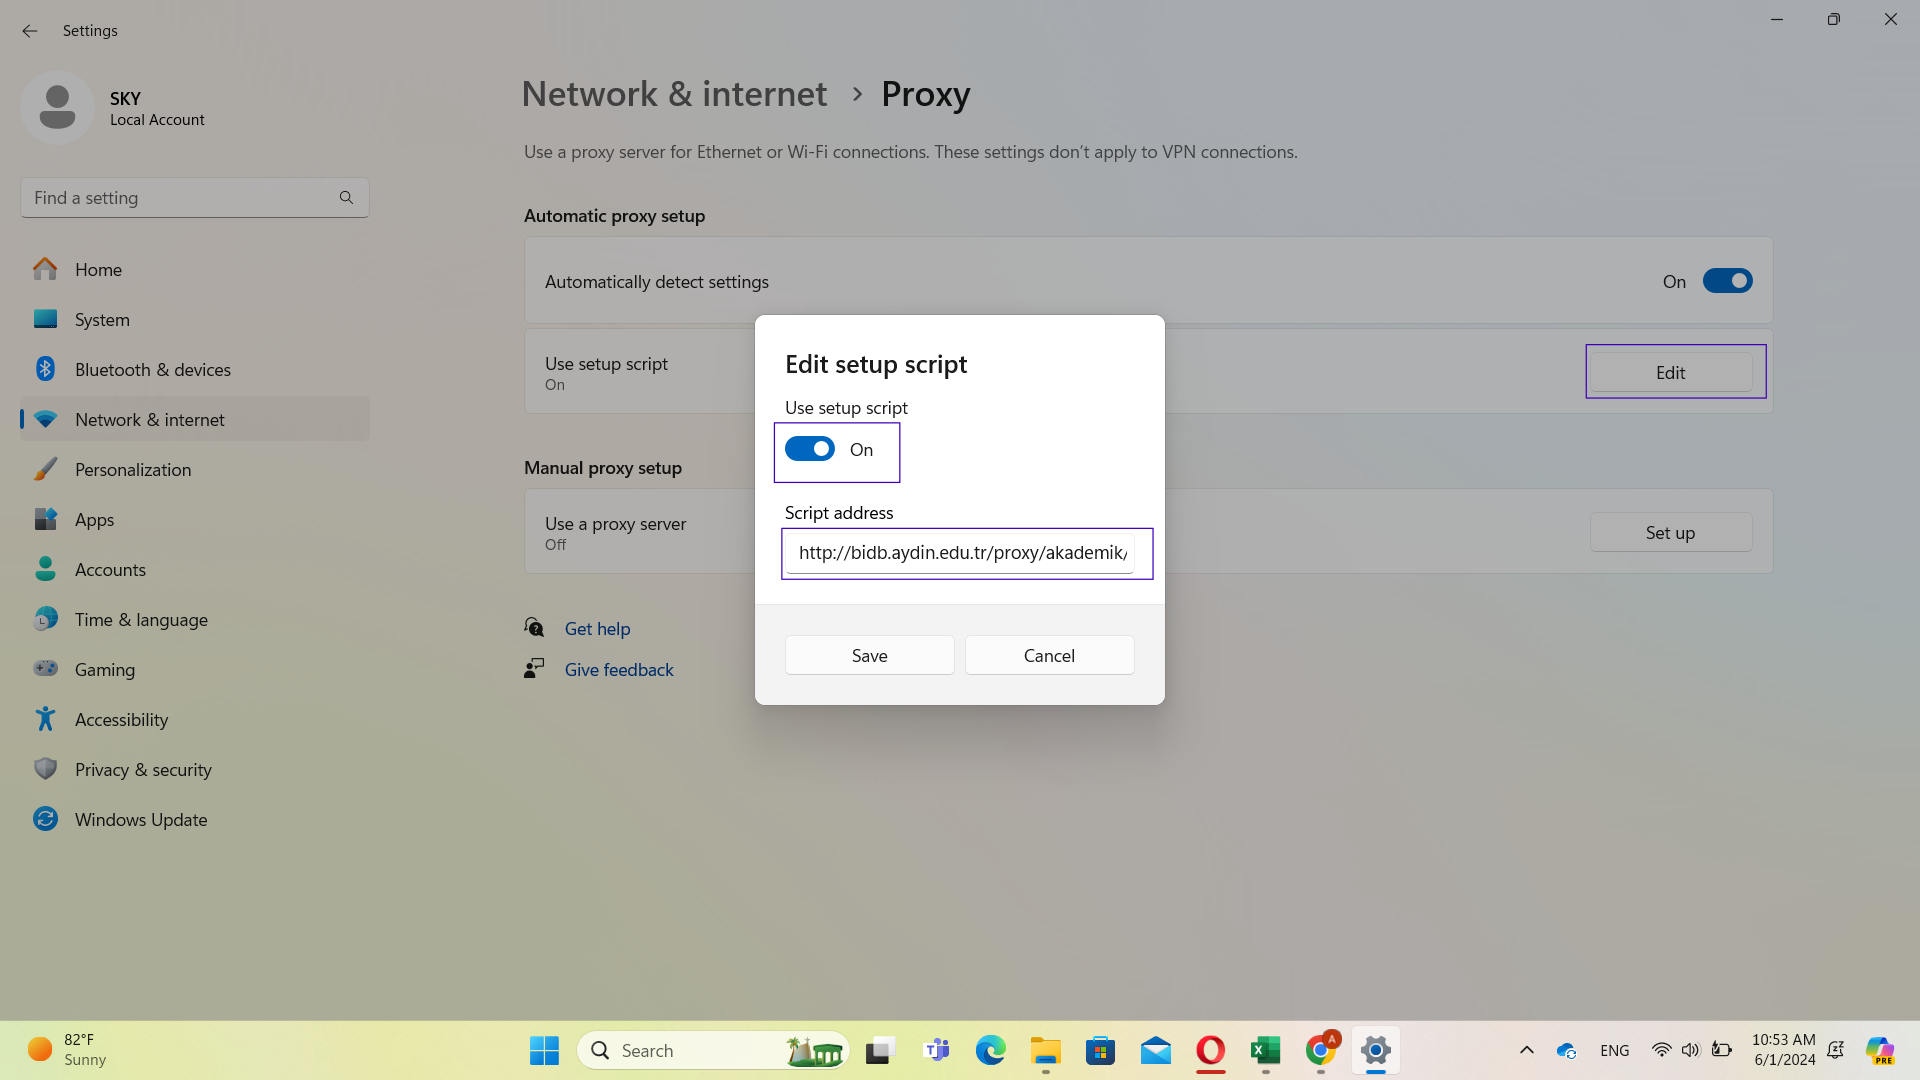 Settings
SKY
Local Account
Find a setting
Home
System
Bluetooth & devices
Network & internet
Personalization
Apps
Accounts
Time & language
Gaming
Accessibility
Privacy & security
Windows Update
Network & internet > Proxy
Use a proxy server for Ethernet or Wi-Fi connections. These settings don't apply to VPN connections.
Automatic proxy setup
Automatically detect settings
On
Use setup script
On
Edit
Manual proxy setup
Use a proxy server
Off
Set up
Get help
Give feedback
Edit setup script
Use setup script
On
Script address
http://bidb.aydin.edu.tr/proxy/akademik/
Save
Cancel
82°F
Sunny
Search
T
X
A
ENG
10:53 AM
6/1/2024
PRE